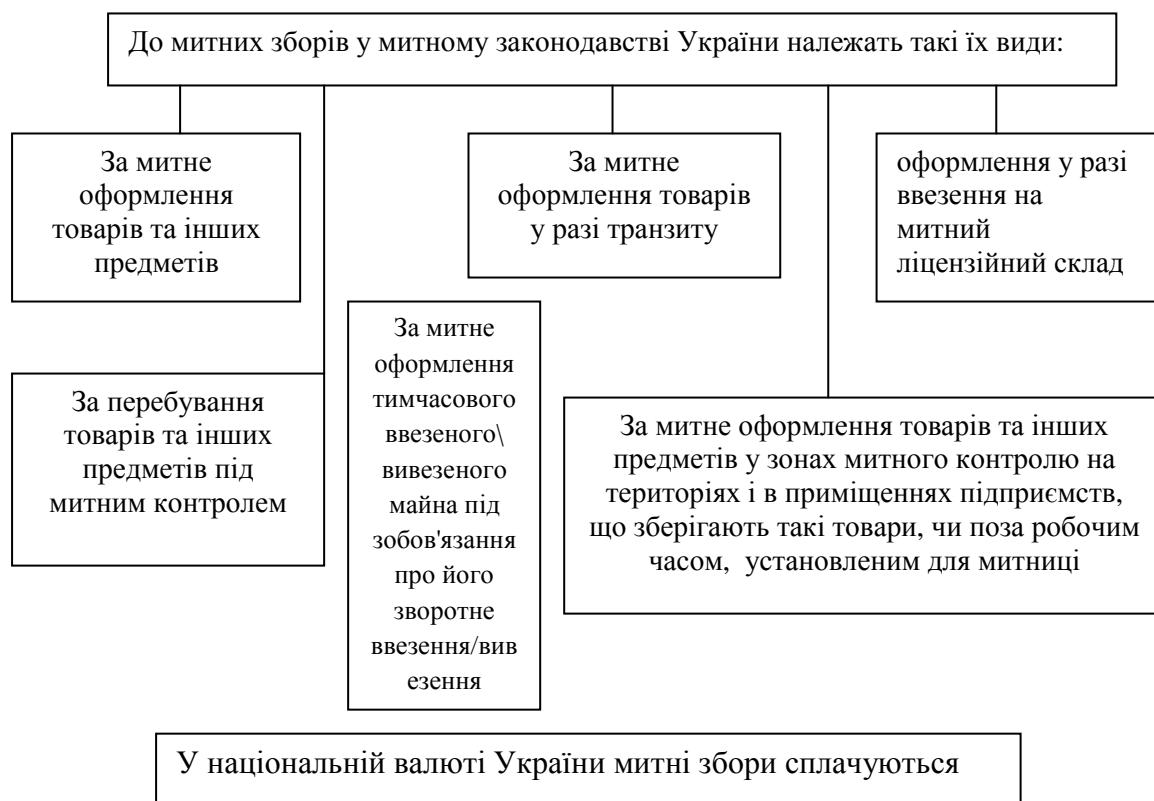 До митних зборів у митному законодавстві України належать такі їх види:
За митне
оформлення
товарів та інших
предметів
За митне
оформлення товарів
у разі транзиту
оформлення у разі
ввезення на
митний
ліцензійний склад
За перебування
товарів та інших
предметів під
митним контролем
За митне
оформлення
тимчасового
ввезеного\
вивезеного
майна під
зобов'язання
про його
зворотне
ввезення/вив
езення
За митне оформлення товарів та інших
предметів у зонах митного контролю на
територіях і в приміщеннях підприємств,
що зберігають такі товари, чи поза робочим
часом, установленим для митниці
У національній валюті України митні збори сплачуються